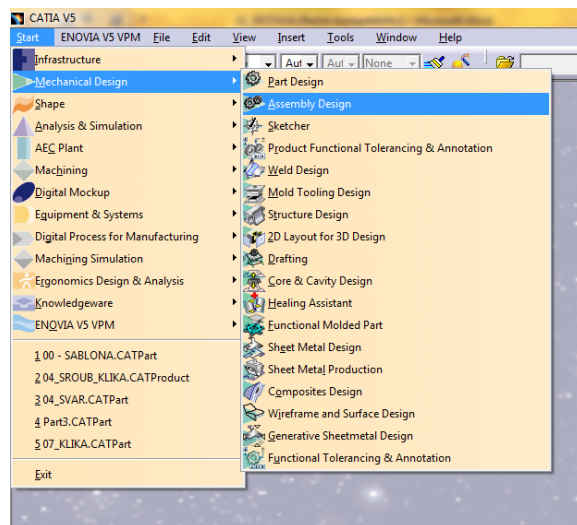 CATIA V5
Start ENOVIA V5 VPM File Edit View Insert Tools Window Help
Aut Aut None
Infrastructure
Mechanical Design
Shape
Analysis & Simulation
AEC Plant
Machining
Digital Mockup
Equipment & Systems
Digital Process for Manufacturing
Machining Simulation
Ergonomics Design & Analysis
Knowledgeware
ENOVIA V5 VPM
1 00 - SABLONA.CATPart
2 04_SROUB_KLIKA.CATProduct
3 04_SVAR.CATPart
4 Part3.CATPart
5 07_KLIKA.CATPart
Exit
Part Design
Assembly Design
Sketcher
Product Functional Tolerancing & Annotation
Weld Design
Mold Tooling Design
Structure Design
2D Layout for 3D Design
Drafting
Core & Cavity Design
Healing Assistant
Functional Molded Part
Sheet Metal Design
Sheet Metal Production
Composites Design
Wireframe and Surface Design
Generative Sheetmetal Design
Functional Tolerancing & Annotation